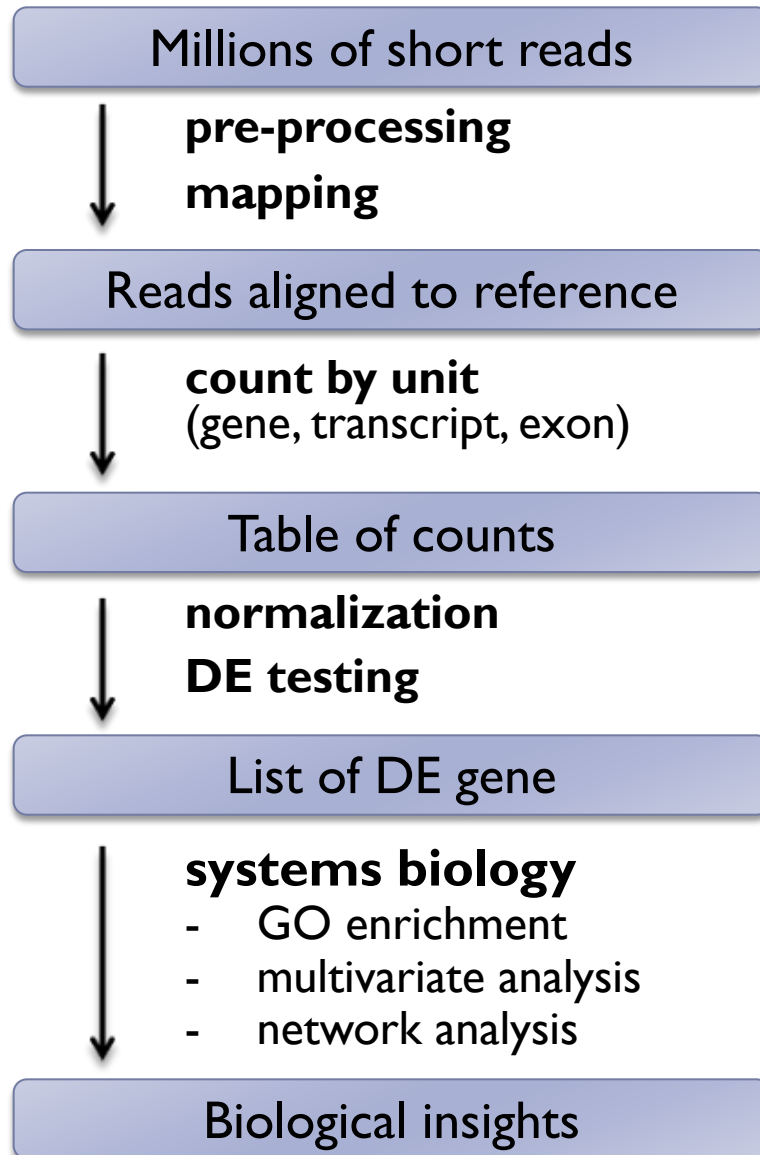 Millions of short reads
pre-processing
mapping
Reads aligned to reference
count by unit
(gene, transcript, exon)
Table of counts
normalization
DE testing
List of DE gene
systems biology
- GO enrichment
- multivariate analysis
- network analysis
Biological insights